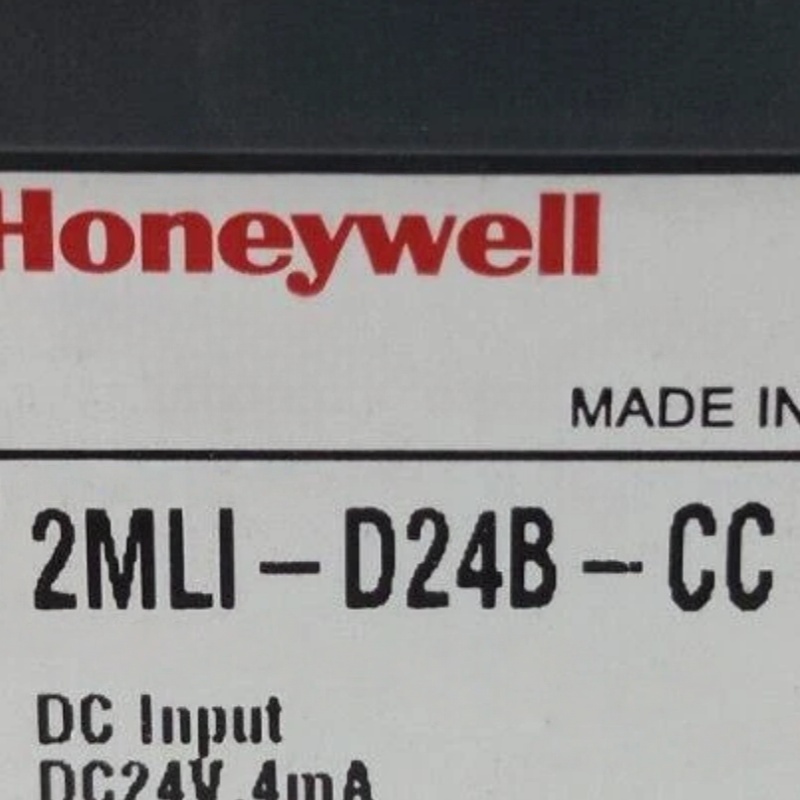 Honeywell
MADE IN
2MLI-D24B-CC
DC Input
DC24V,4mA